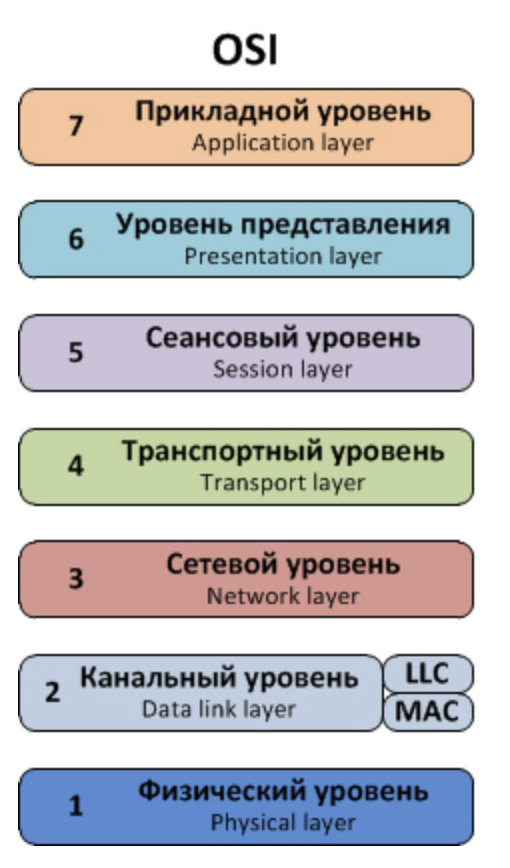 OSI
7
Прикладной уровень
Application layer
6
Уровень представления
Presentation layer
5
Сеансовый уровень
Session layer
4
Транспортный уровень
Transport layer
3
Сетевой уровень
Network layer
2
Канальный уровень
Data link layer
LLC
MAC
1
Физический уровень
Physical layer